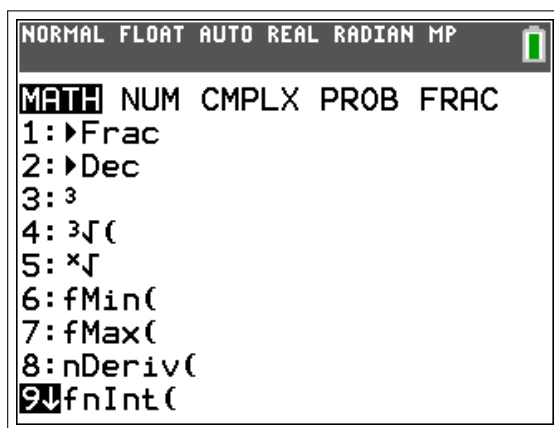 NORMAL FLOAT AUTO REAL RADIAN MP
MATH NUM CMPLX PROB FRAC
1:▶Frac
2:▶Dec
3:³
4:³√(
5:ˣ√
6:fMin(
7:fMax(
8:nDeriv(
9↓fnInt(